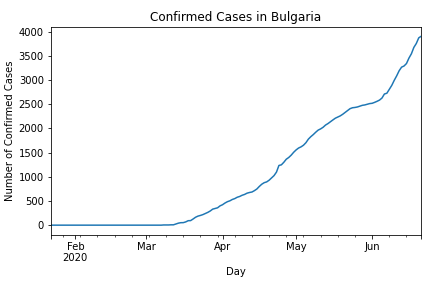 Confirmed Cases in Bulgaria
4000
3500
3000
2500
2000
1500
1000
500
0
Number of Confirmed Cases
Feb Mar Apr May Jun
2020
Day